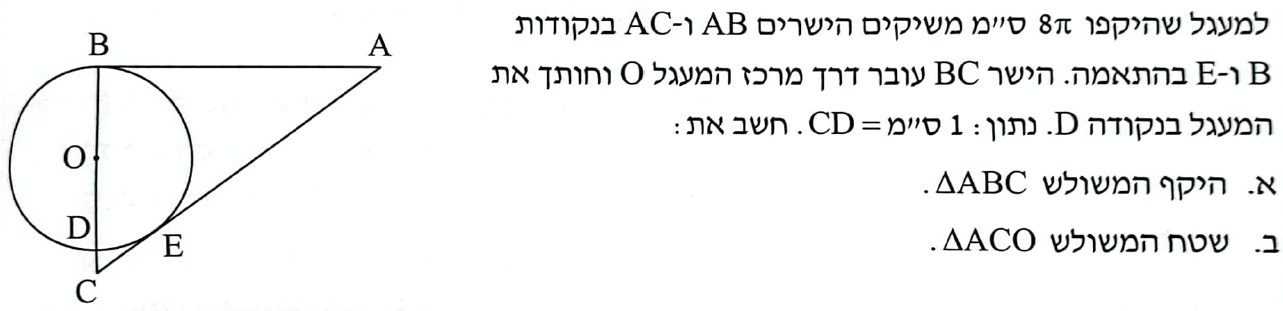 למעגל שהיקפו 8π ס״מ משיקים הישרים AB ו-AC בנקודות
B ו-E בהתאמה. הישר BC עובר דרך מרכז המעגל O וחותך את
המעגל בנקודה D. נתון: 1 ס״מ = CD. חשב את:
א. היקף המשולש ΔABC.
ב. שטח המשולש ΔACO.
B
A
O
D
E
C